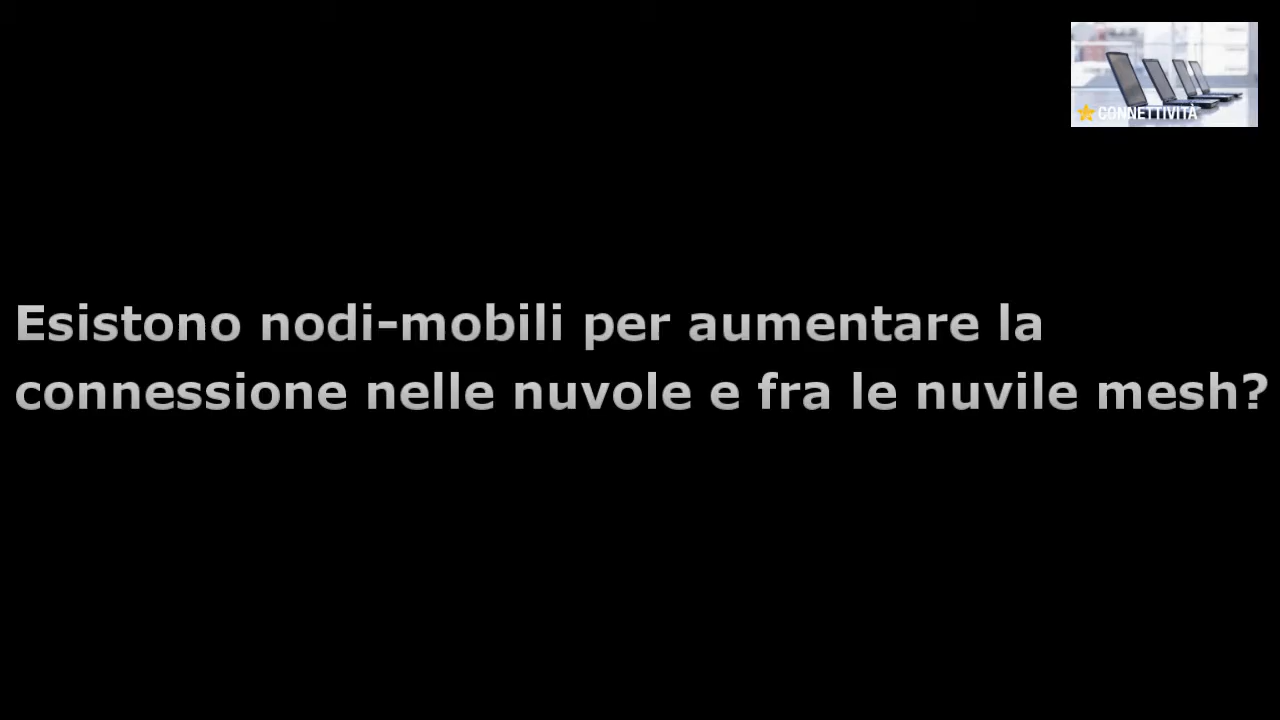 CONNETTIVITÀ
Esistono nodi-mobili per aumentare la
connessione nelle nuvole e fra le nuvile mesh?